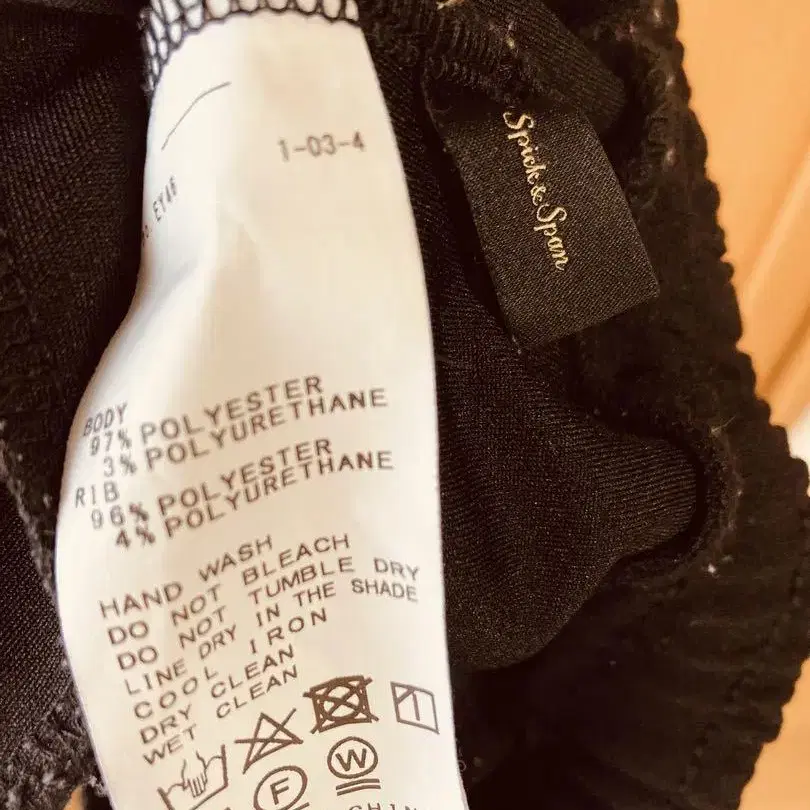 1-03-4
EY46
Spick & Span
BODY
97% POLYESTER
3% POLYURETHANE
RIB
96% POLYESTER
4% POLYURETHANE
HAND WASH
DO NOT BLEACH
DO NOT TUMBLE DRY
LINE DRY IN THE SHADE
COOL IRON
DRY CLEAN
WET CLEAN
F
W